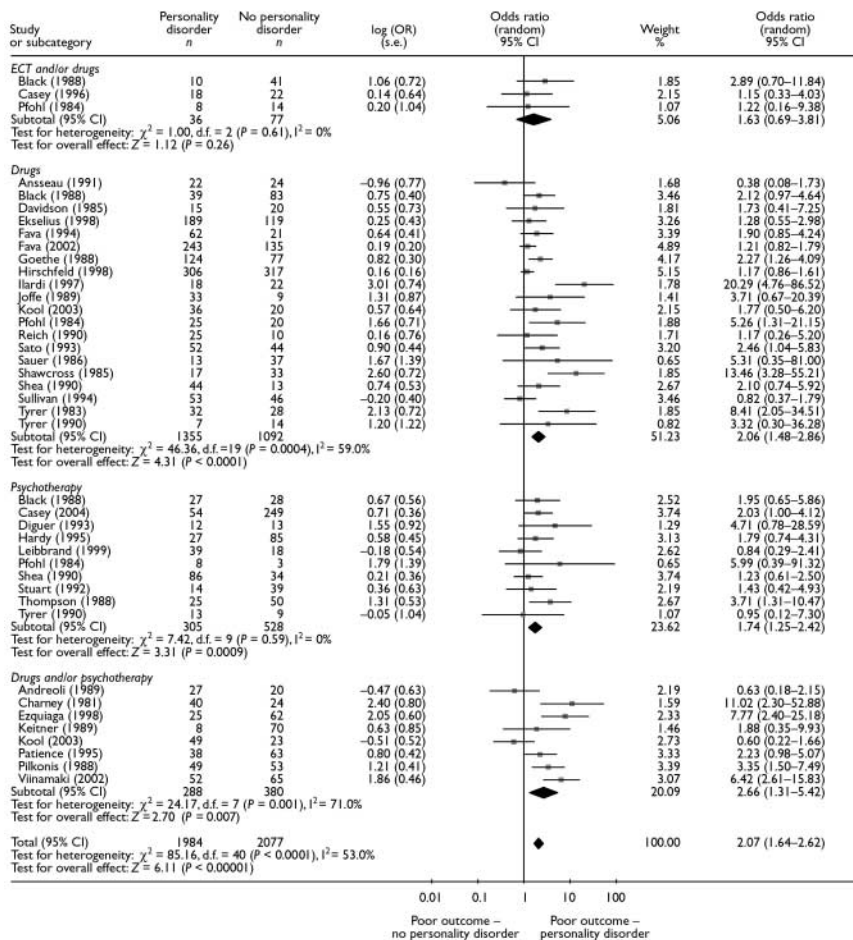 Study or subcategory Personality disorder n No personality disorder n log (OR) (s.e.) Odds ratio (random) 95% CI Weight % Odds ratio (random) 95% CI
ECT and/or drugs
Black (1988) 10 41 1.06 (0.72) 1.85 2.89 (0.70–11.84)
Casey (1996) 18 22 0.14 (0.64) 2.15 1.15 (0.33–4.03)
Pfohl (1984) 8 14 0.20 (1.04) 1.07 1.22 (0.16–9.38)
Subtotal (95% CI) 36 77 5.06 1.63 (0.69–3.81)
Test for heterogeneity: χ² = 1.00, d.f. = 2 (P = 0.61), I² = 0%
Test for overall effect: Z = 1.12 (P = 0.26)
Drugs
Ansseau (1991) 22 24 −0.96 (0.77) 1.68 0.38 (0.08–1.73)
Black (1988) 39 83 0.75 (0.40) 3.46 2.12 (0.97–4.64)
Davidson (1985) 15 20 0.55 (0.73) 1.81 1.73 (0.41–7.25)
Ekselius (1998) 189 119 0.25 (0.43) 3.26 1.28 (0.55–2.98)
Fava (1994) 62 21 0.64 (0.41) 3.39 1.90 (0.85–4.24)
Fava (2002) 243 135 0.19 (0.20) 4.89 1.21 (0.82–1.79)
Goethe (1988) 124 77 0.82 (0.30) 4.17 2.27 (1.26–4.09)
Hirschfeld (1998) 306 317 0.16 (0.16) 5.15 1.17 (0.86–1.61)
Ilardi (1997) 18 22 3.01 (0.74) 1.78 20.29 (4.76–86.52)
Joffe (1989) 33 9 1.31 (0.87) 1.41 3.71 (0.67–20.39)
Kool (2003) 36 20 0.57 (0.64) 2.15 1.77 (0.50–6.20)
Pfohl (1984) 25 20 1.66 (0.71) 1.88 5.26 (1.31–21.15)
Reich (1990) 25 10 0.16 (0.76) 1.71 1.17 (0.26–5.20)
Sato (1993) 52 44 0.90 (0.44) 3.20 2.46 (1.04–5.83)
Sauer (1986) 13 37 1.67 (1.39) 0.65 5.31 (0.35–81.00)
Shawcross (1985) 17 33 2.60 (0.72) 1.85 13.46 (3.28–55.21)
Shea (1990) 44 13 0.74 (0.53) 2.67 2.10 (0.74–5.92)
Sullivan (1994) 53 46 −0.20 (0.40) 3.46 0.82 (0.37–1.79)
Tyrer (1983) 32 28 2.13 (0.72) 1.85 8.41 (2.05–34.51)
Tyrer (1990) 7 14 1.20 (1.22) 0.82 3.32 (0.30–36.28)
Subtotal (95% CI) 1355 1092 51.23 2.06 (1.48–2.86)
Test for heterogeneity: χ² = 46.36, d.f. =19 (P = 0.0004), I² = 59.0%
Test for overall effect: Z = 4.31 (P < 0.0001)
Psychotherapy
Black (1988) 27 28 0.67 (0.56) 2.52 1.95 (0.65–5.86)
Casey (2004) 54 249 0.71 (0.36) 3.74 2.03 (1.00–4.12)
Diguer (1993) 12 13 1.55 (0.92) 1.29 4.71 (0.78–28.59)
Hardy (1995) 27 85 0.58 (0.45) 3.13 1.79 (0.74–4.31)
Leibbrand (1999) 39 18 −0.18 (0.54) 2.62 0.84 (0.29–2.41)
Pfohl (1984) 8 3 1.79 (1.39) 0.65 5.99 (0.39–91.32)
Shea (1990) 86 34 0.21 (0.36) 3.74 1.23 (0.61–2.50)
Stuart (1992) 14 39 0.36 (0.63) 2.19 1.43 (0.42–4.93)
Thompson (1988) 25 50 1.31 (0.53) 2.67 3.71 (1.31–10.47)
Tyrer (1990) 13 9 −0.05 (1.04) 1.07 0.95 (0.12–7.30)
Subtotal (95% CI) 305 528 23.62 1.74 (1.25–2.42)
Test for heterogeneity: χ² = 7.42, d.f. = 9 (P = 0.59), I² = 0%
Test for overall effect: Z = 3.31 (P = 0.0009)
Drugs and/or psychotherapy
Andreoli (1989) 27 20 −0.47 (0.63) 2.19 0.63 (0.18–2.15)
Charney (1981) 40 24 2.40 (0.80) 1.59 11.02 (2.30–52.88)
Ezquiaga (1998) 25 62 2.05 (0.60) 2.33 7.77 (2.40–25.18)
Keitner (1989) 8 70 0.63 (0.85) 1.46 1.88 (0.35–9.93)
Kool (2003) 49 23 −0.51 (0.52) 2.73 0.60 (0.22–1.66)
Patience (1995) 38 63 0.80 (0.42) 3.33 2.23 (0.98–5.07)
Pilkonis (1988) 49 53 1.21 (0.41) 3.39 3.35 (1.50–7.49)
Viinamaki (2002) 52 65 1.86 (0.46) 3.07 6.42 (2.61–15.83)
Subtotal (95% CI) 288 380 20.09 2.66 (1.31–5.42)
Test for heterogeneity: χ² = 24.17, d.f. = 7 (P = 0.001), I² = 71.0%
Test for overall effect: Z = 2.70 (P = 0.007)
Total (95% CI) 1984 2077 100.00 2.07 (1.64–2.62)
Test for heterogeneity: χ² = 85.16, d.f. = 40 (P < 0.0001), I² = 53.0%
Test for overall effect: Z = 6.11 (P < 0.00001)
0.01 0.1 1 10 100
Poor outcome – no personality disorder Poor outcome – personality disorder